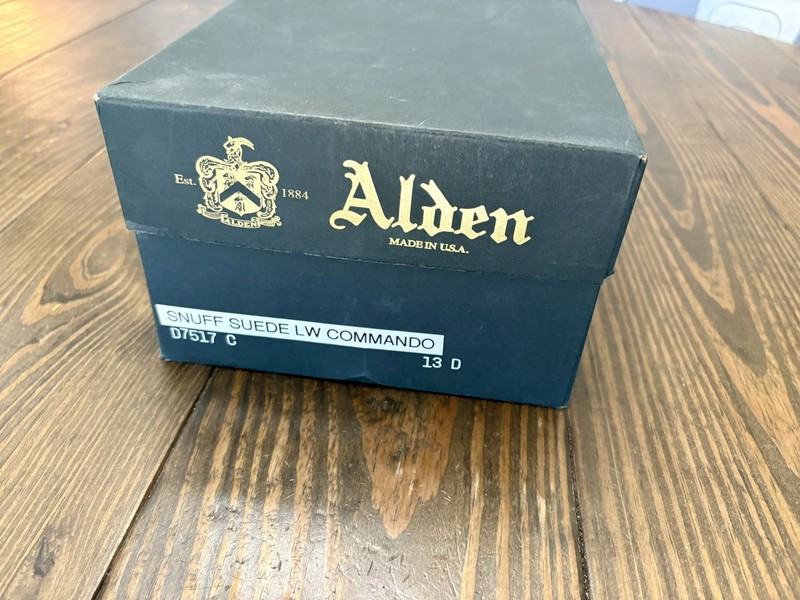 Est. 1884
ALDEN
Alden
MADE IN U.S.A.
SNUFF SUEDE LW COMMANDO
D7517 C
13 D